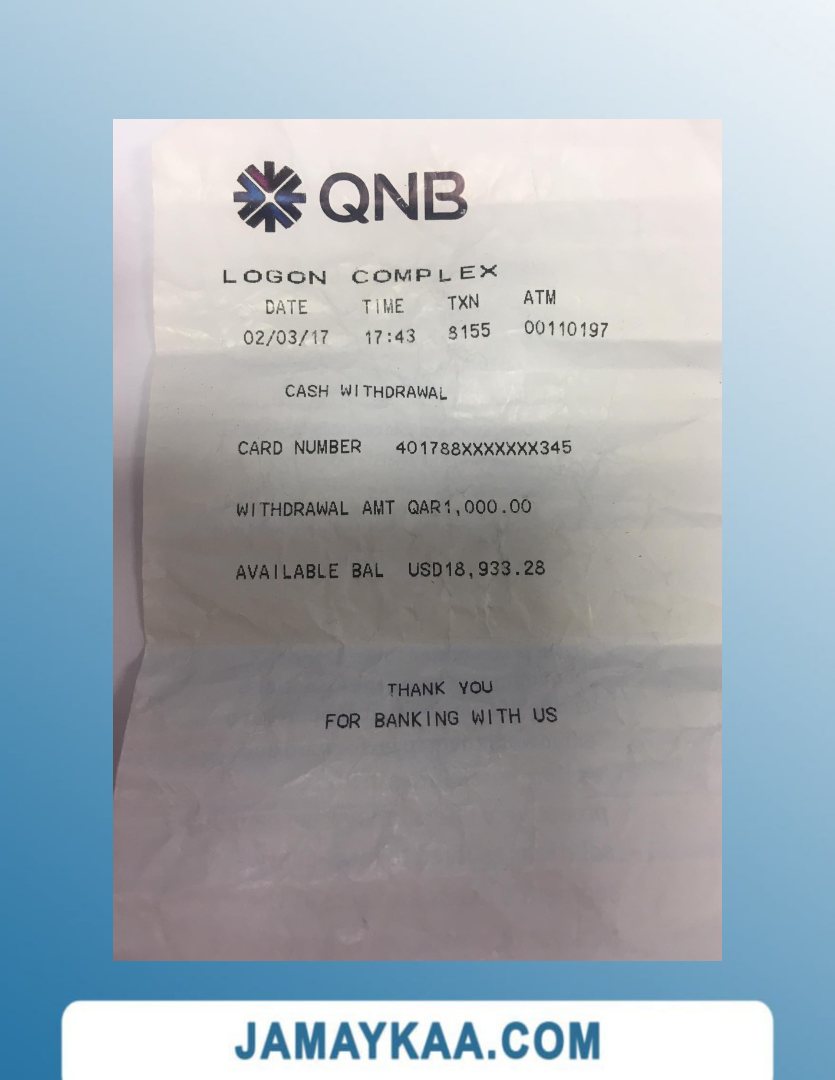 QNB
LOGON COMPLEX
DATE TIME TXN ATM
02/03/17 17:43 8155 00110197
CASH WITHDRAWAL
CARD NUMBER 401788XXXXXXX345
WITHDRAWAL AMT QAR1,000.00
AVAILABLE BAL USD18,933.28
THANK YOU
FOR BANKING WITH US
JAMAYKAA.COM